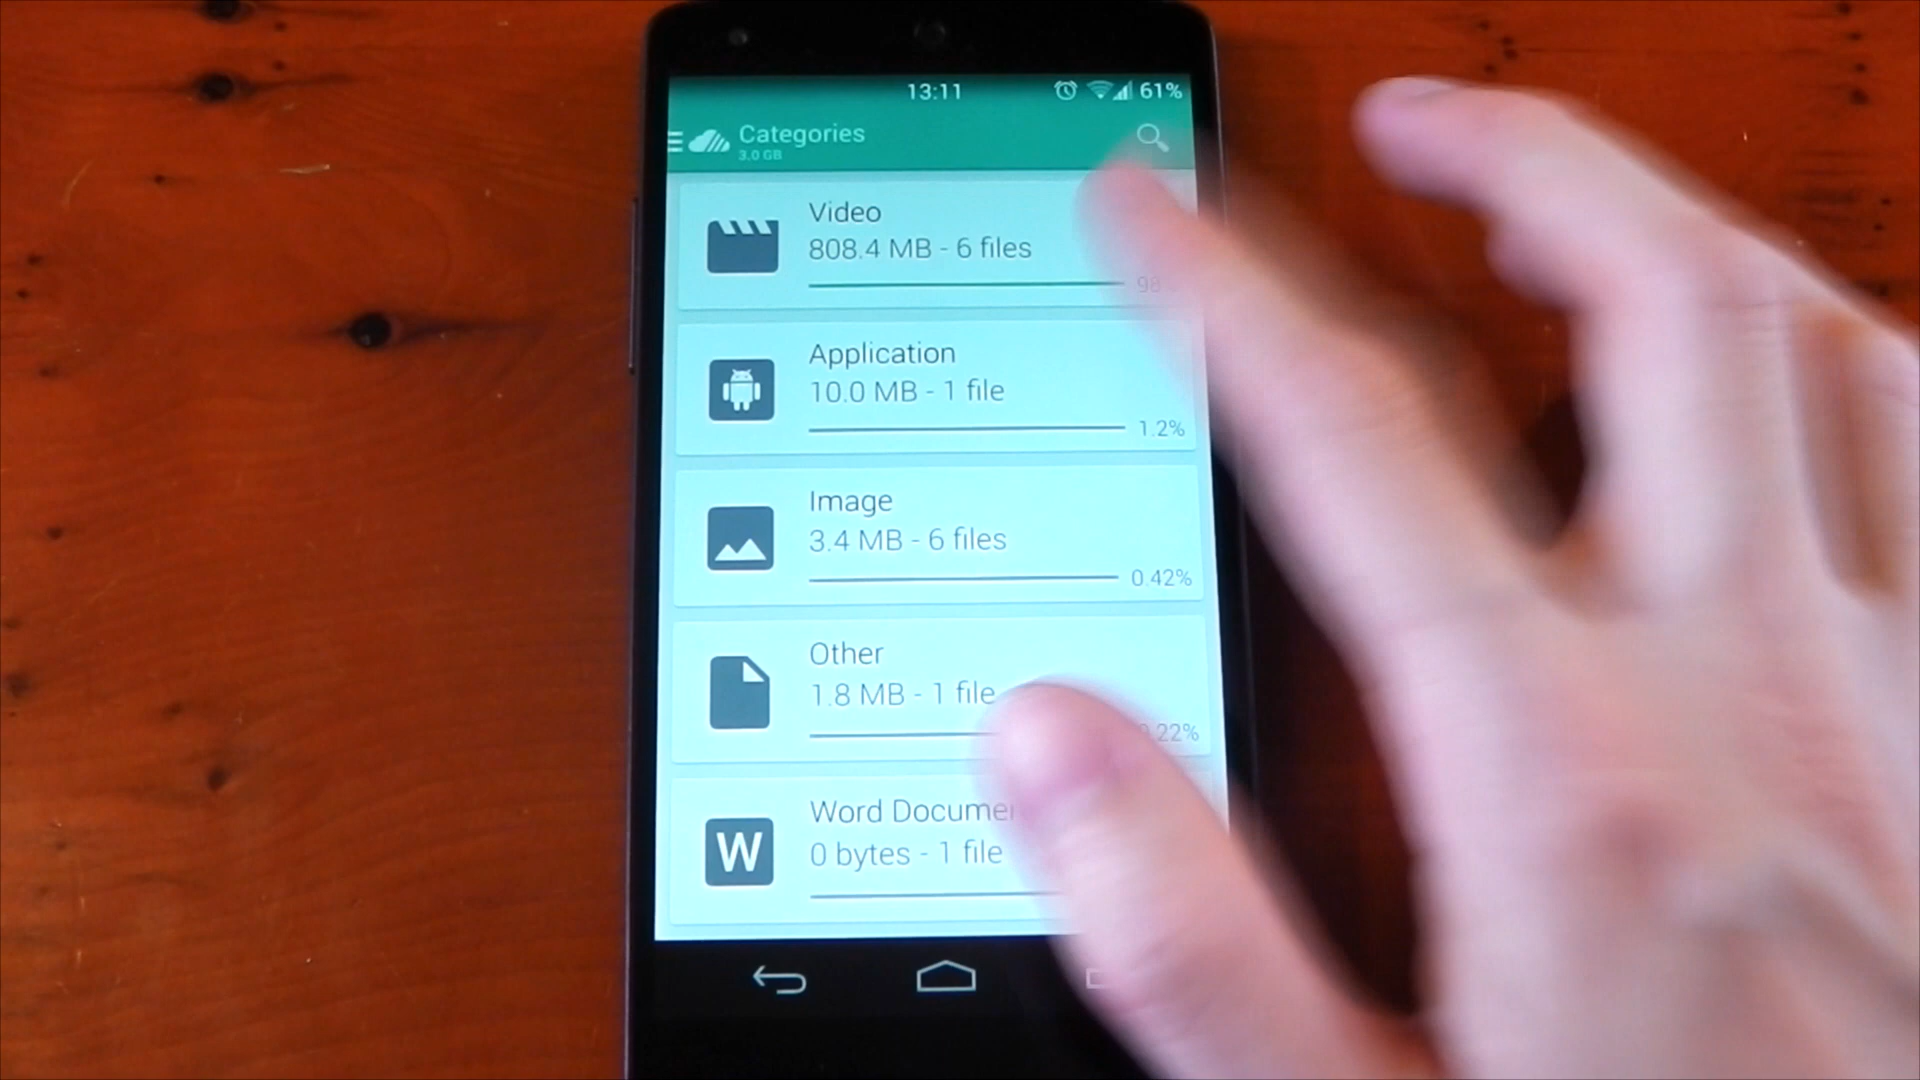 13:11 61%
Categories
3.0 GB
Video
808.4 MB - 6 files
Application
10.0 MB - 1 file
1.2%
Image
3.4 MB - 6 files
0.42%
Other
1.8 MB - 1 file
Word
W
0 bytes - 1 file